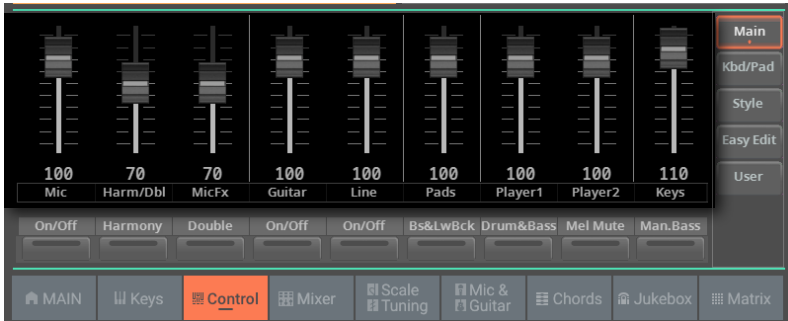 Main
Kbd/Pad
Style
Easy Edit
User
100 70 70 100 100 100 100 100 110
Mic Harm/Dbl MicFx Guitar Line Pads Player1 Player2 Keys
On/Off Harmony Double On/Off On/Off Bs&LwBck Drum&Bass Mel Mute Man.Bass
MAIN Keys Control Mixer Scale Tuning Mic & Guitar Chords Jukebox Matrix